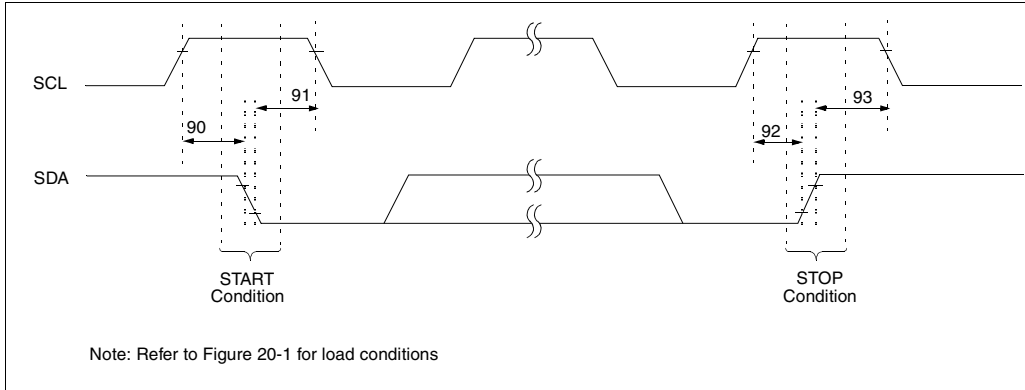 SCL
91
93
90
92
SDA
START
Condition
STOP
Condition
Note: Refer to Figure 20-1 for load conditions